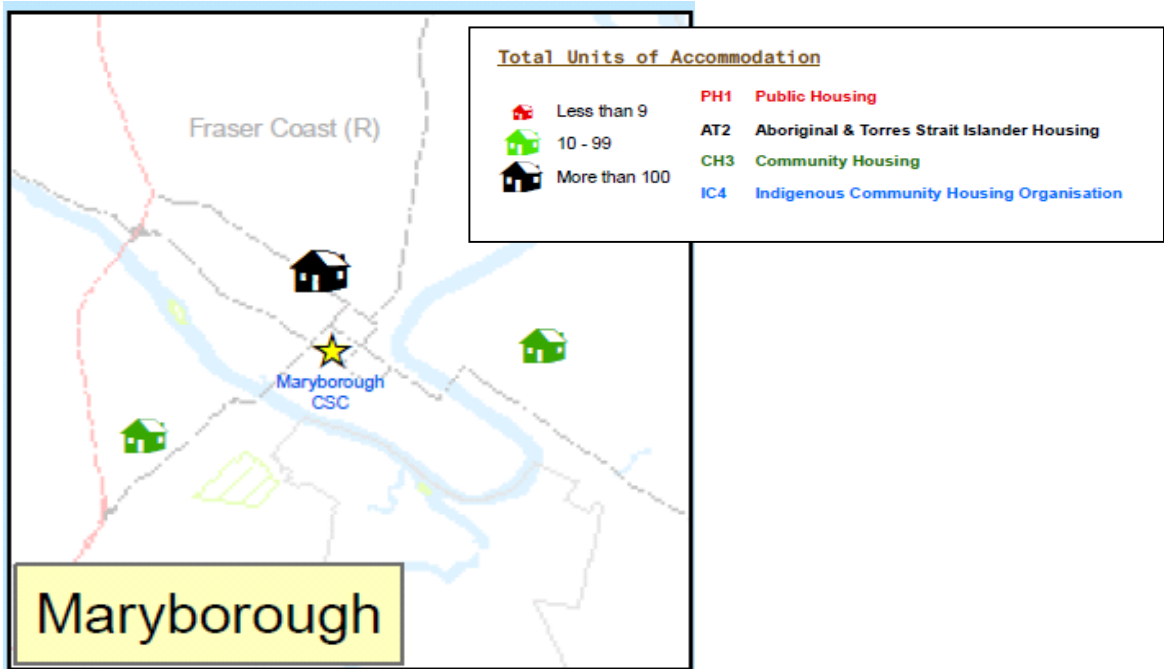 Total Units of Accommodation
Less than 9
10 - 99
More than 100
PH1 Public Housing
AT2 Aboriginal & Torres Strait Islander Housing
CH3 Community Housing
IC4 Indigenous Community Housing Organisation
Fraser Coast (R)
Maryborough
CSC
Maryborough